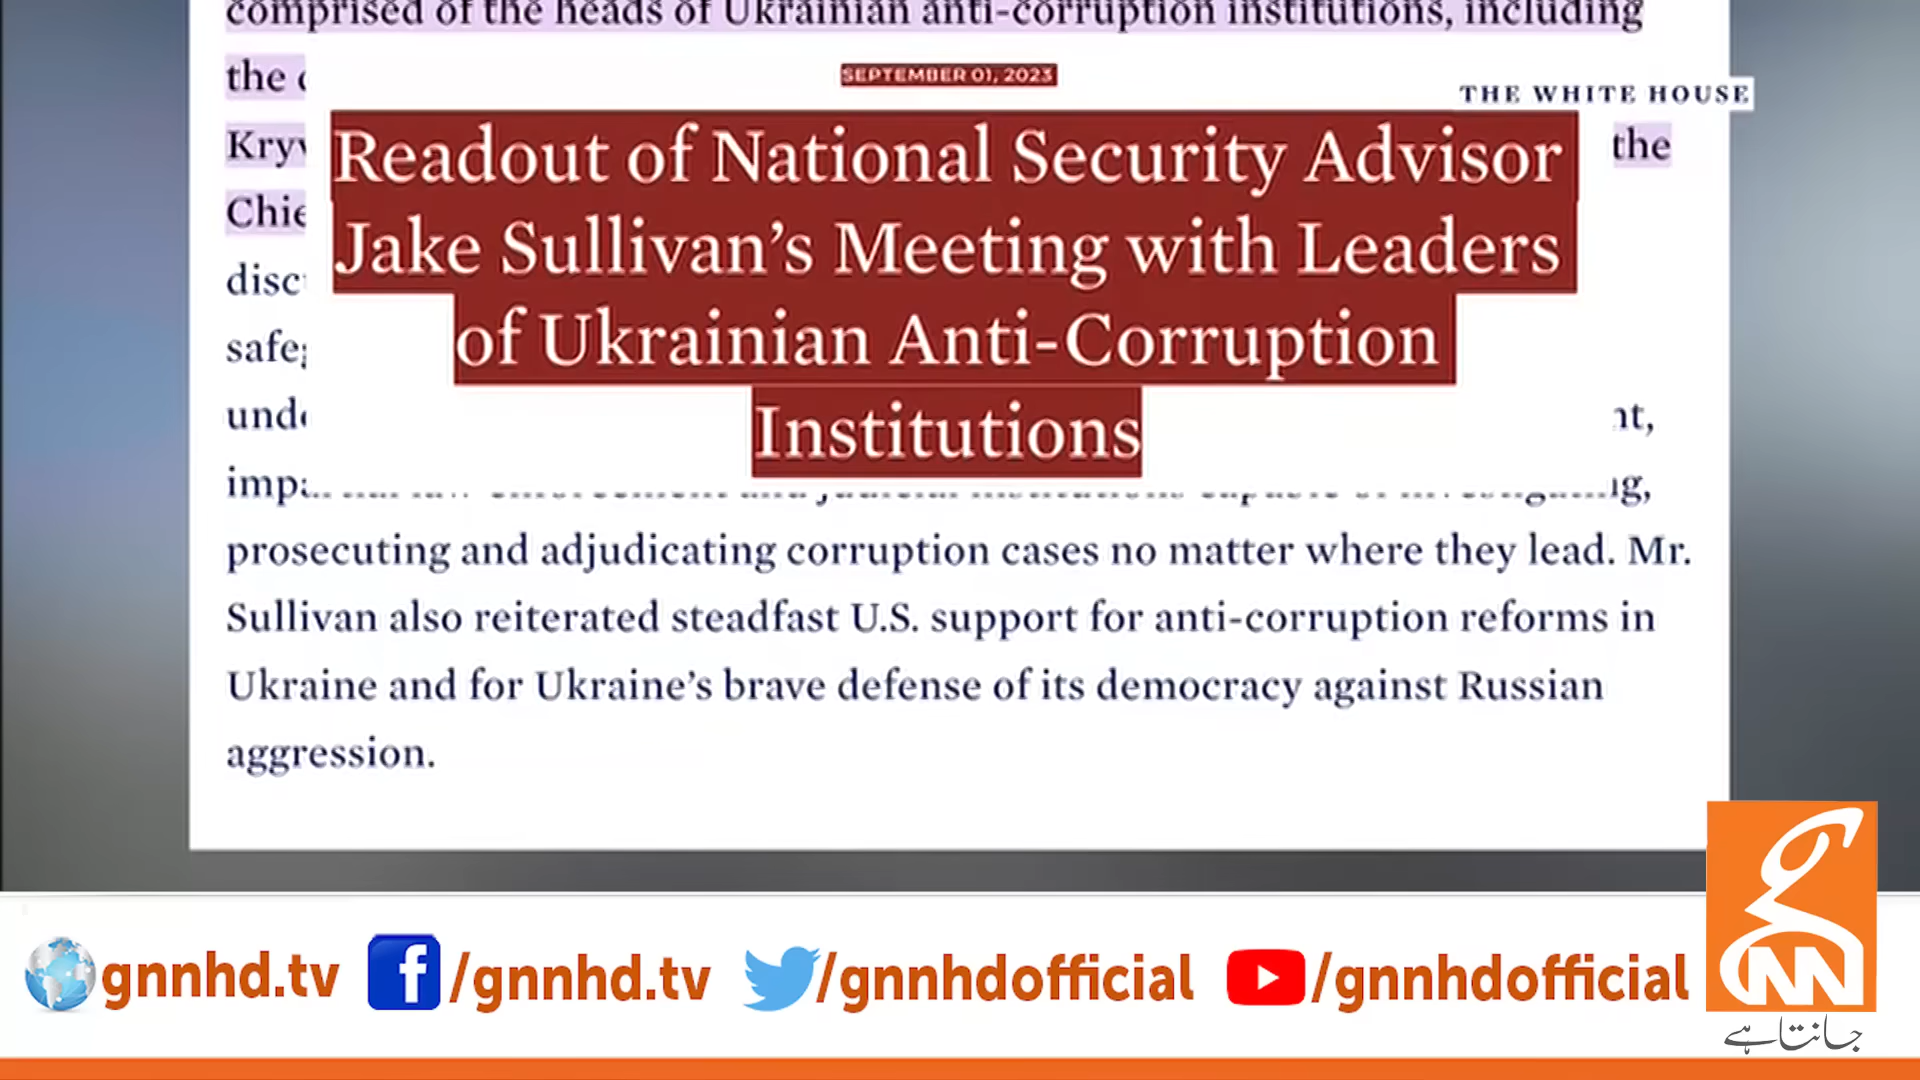 comprised of the heads of Ukrainian anti-corruption institutions, including
the
SEPTEMBER 01, 2023
THE WHITE HOUSE
the
Readout of National Security Advisor
Jake Sullivan's Meeting with Leaders
of Ukrainian Anti-Corruption
Institutions
prosecuting and adjudicating corruption cases no matter where they lead. Mr.
Sullivan also reiterated steadfast U.S. support for anti-corruption reforms in
Ukraine and for Ukraine's brave defense of its democracy against Russian
aggression.
gnnhd.tv
/gnnhd.tv
/gnnhdofficial
/gnnhdofficial
GNN
جانتا ہے